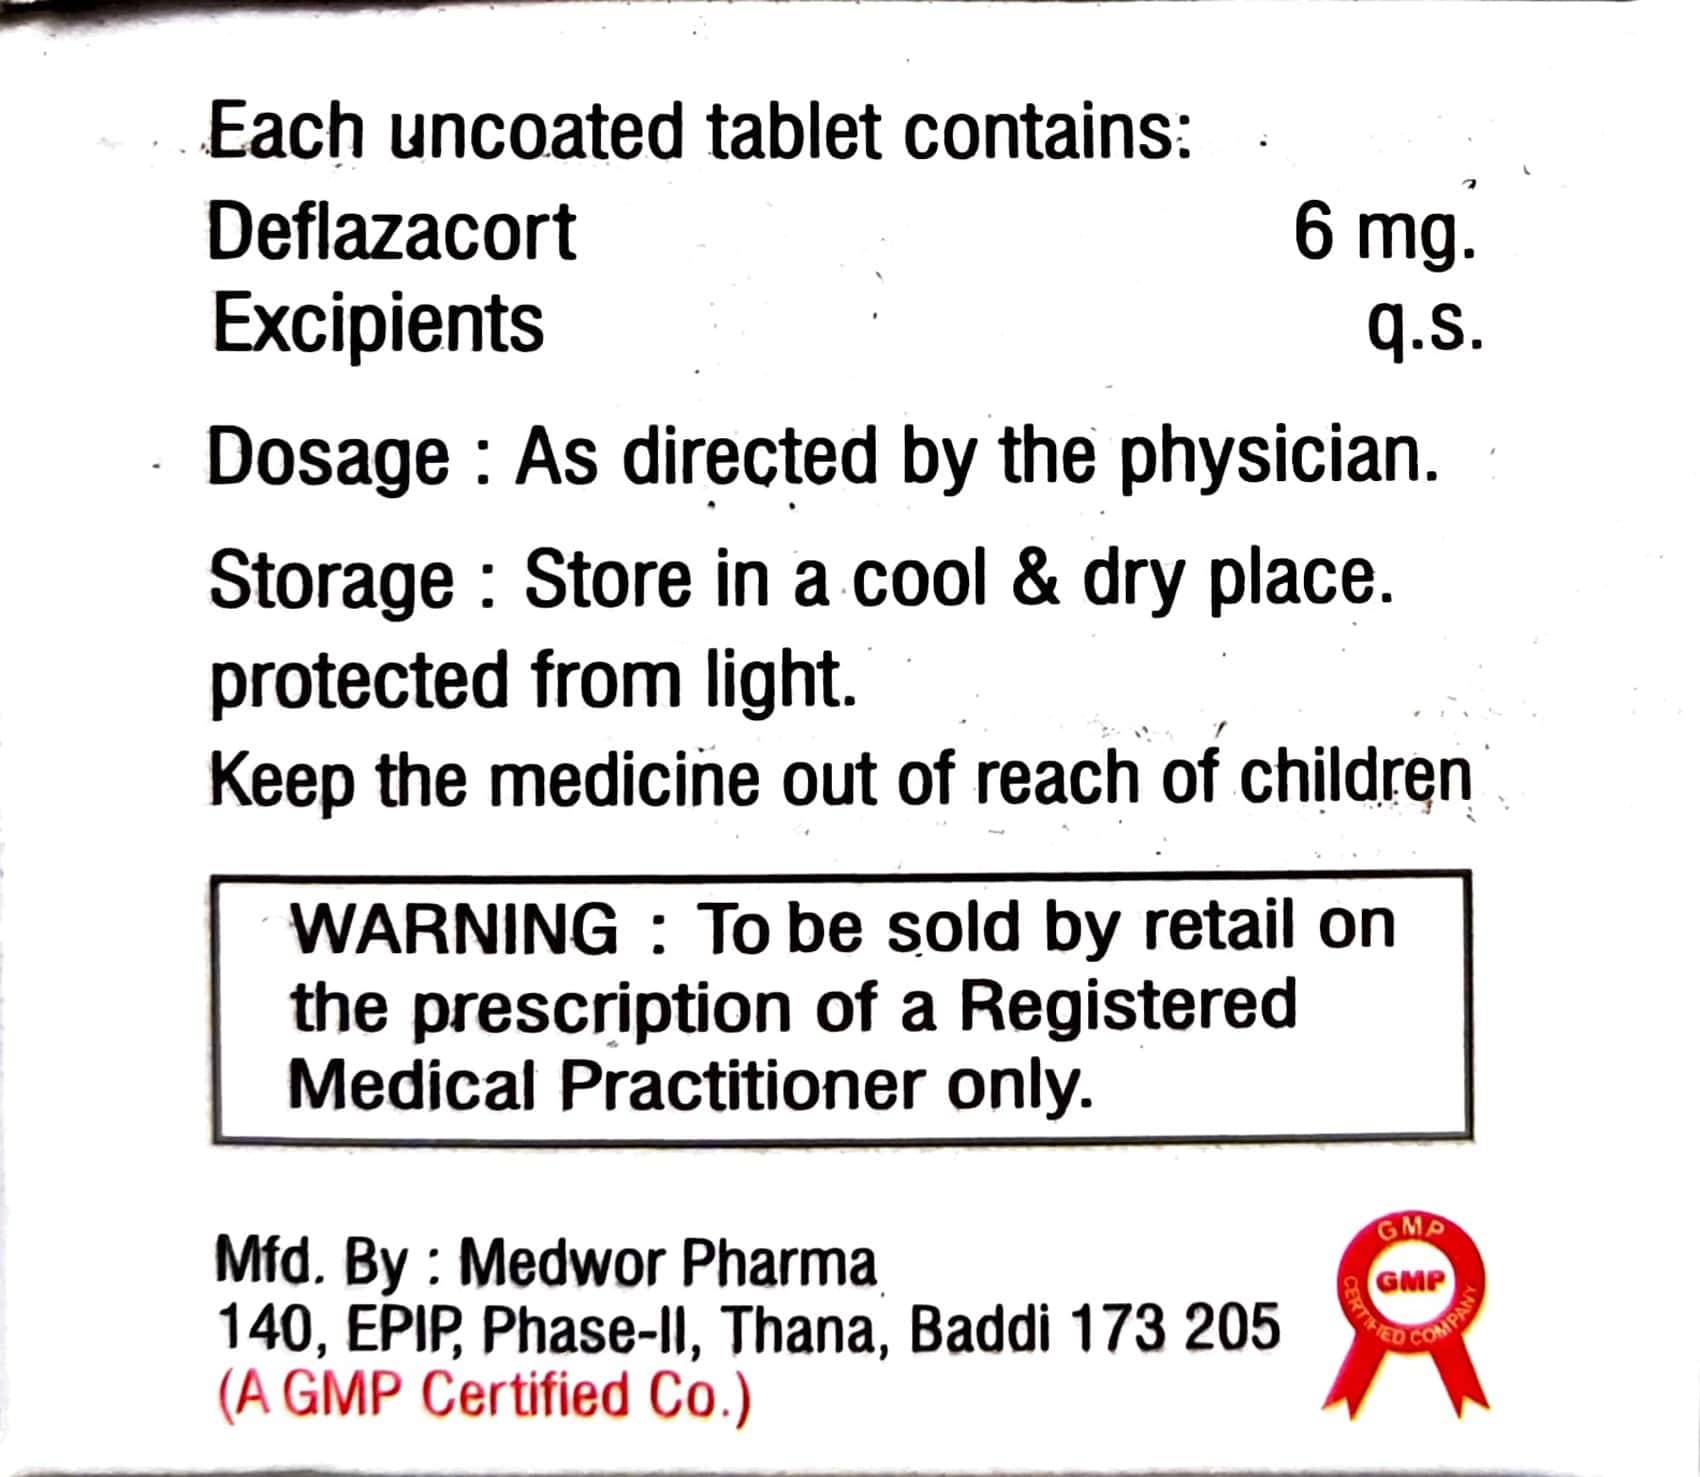 Each uncoated tablet contains:
Deflazacort 6 mg.
Excipients q.s.
Dosage : As directed by the physician.
Storage : Store in a cool & dry place.
protected from light.
Keep the medicine out of reach of children
WARNING : To be sold by retail on
the prescription of a Registered
Medical Practitioner only.
Mfd. By : Medwor Pharma
140, EPIP, Phase-II, Thana, Baddi 173 205
(A GMP Certified Co.)
GMP
GMP
CERTIFIED COMPANY